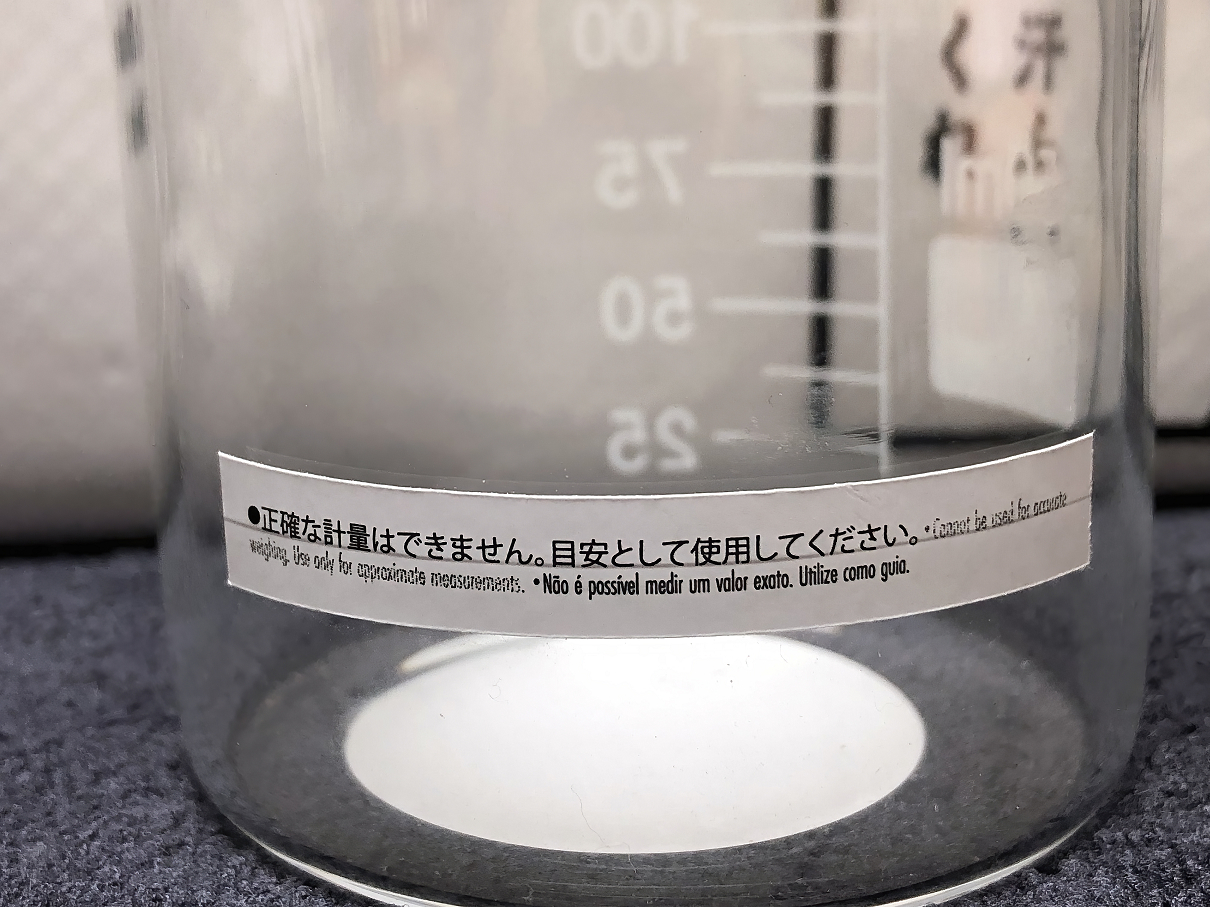 100
75
50
25
●正確な計量はできません。目安として使用してください。•Cannot be used for accurate
weighing. Use only for approximate measurements. •Não é possível medir um valor exato. Utilize como guia.